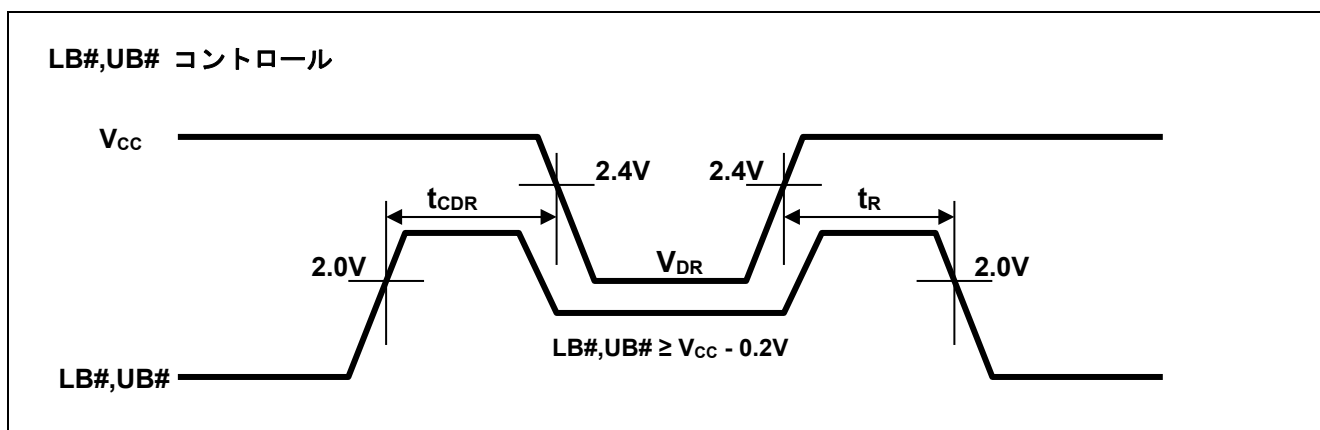 LB#,UB# コントロール
VCC
2.4V 2.4V
tCDR tR
2.0V VDR 2.0V
LB#,UB# ≥ VCC - 0.2V
LB#,UB#